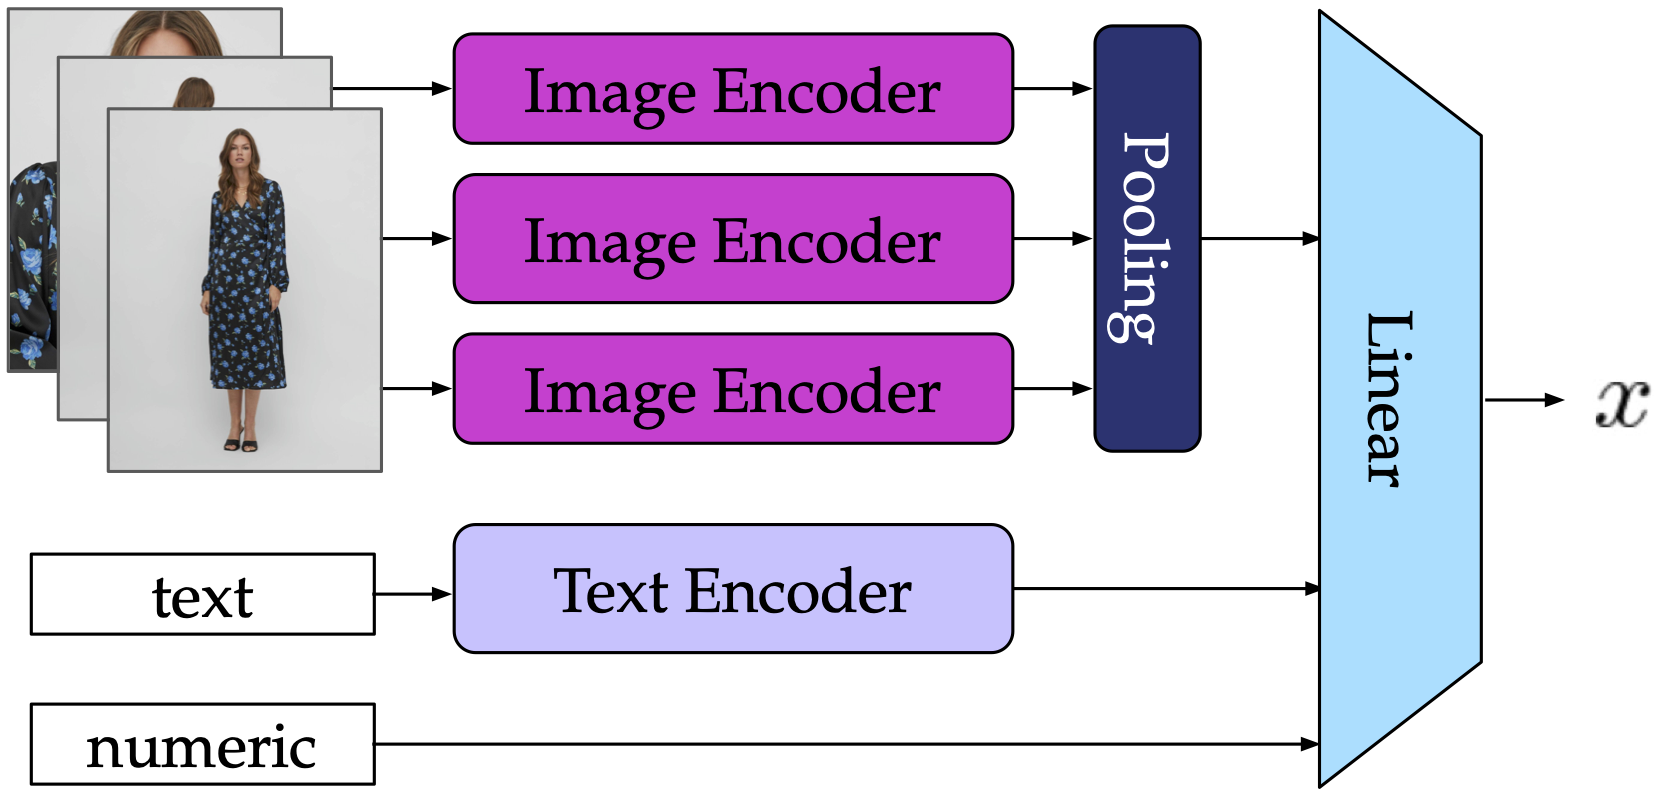 Image Encoder
Image Encoder
Image Encoder
Pooling
Linear
x
text
Text Encoder
numeric